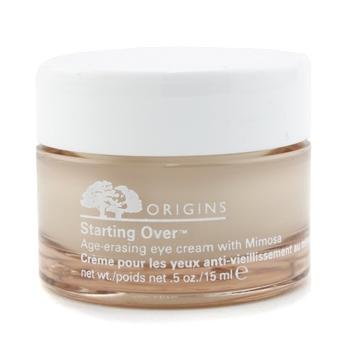 ORIGINS
Starting Over™
Age-erasing eye cream with Mimosa
Crème pour les yeux anti-vieillissement au
net wt./poids net .5 oz./15 ml ℮